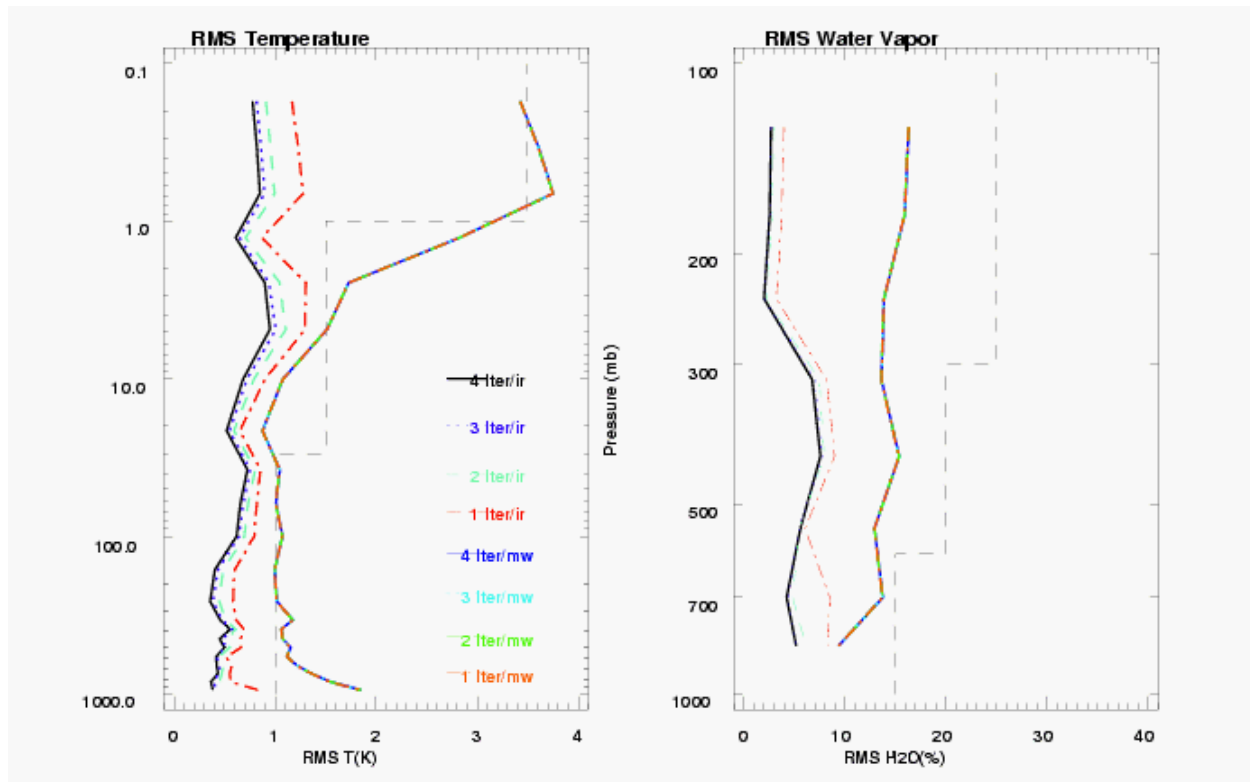 RMS Temperature
0.1
1.0
10.0
100.0
1000.0
0
1
2
3
4
RMS T(K)
4 Iter/ir
3 Iter/ir
2 Iter/ir
1 Iter/ir
4 Iter/mw
3 Iter/mw
2 Iter/mw
1 Iter/mw
RMS Water Vapor
Pressure (mb)
100
200
300
500
700
1000
0
10
20
30
40
RMS H2O(%)